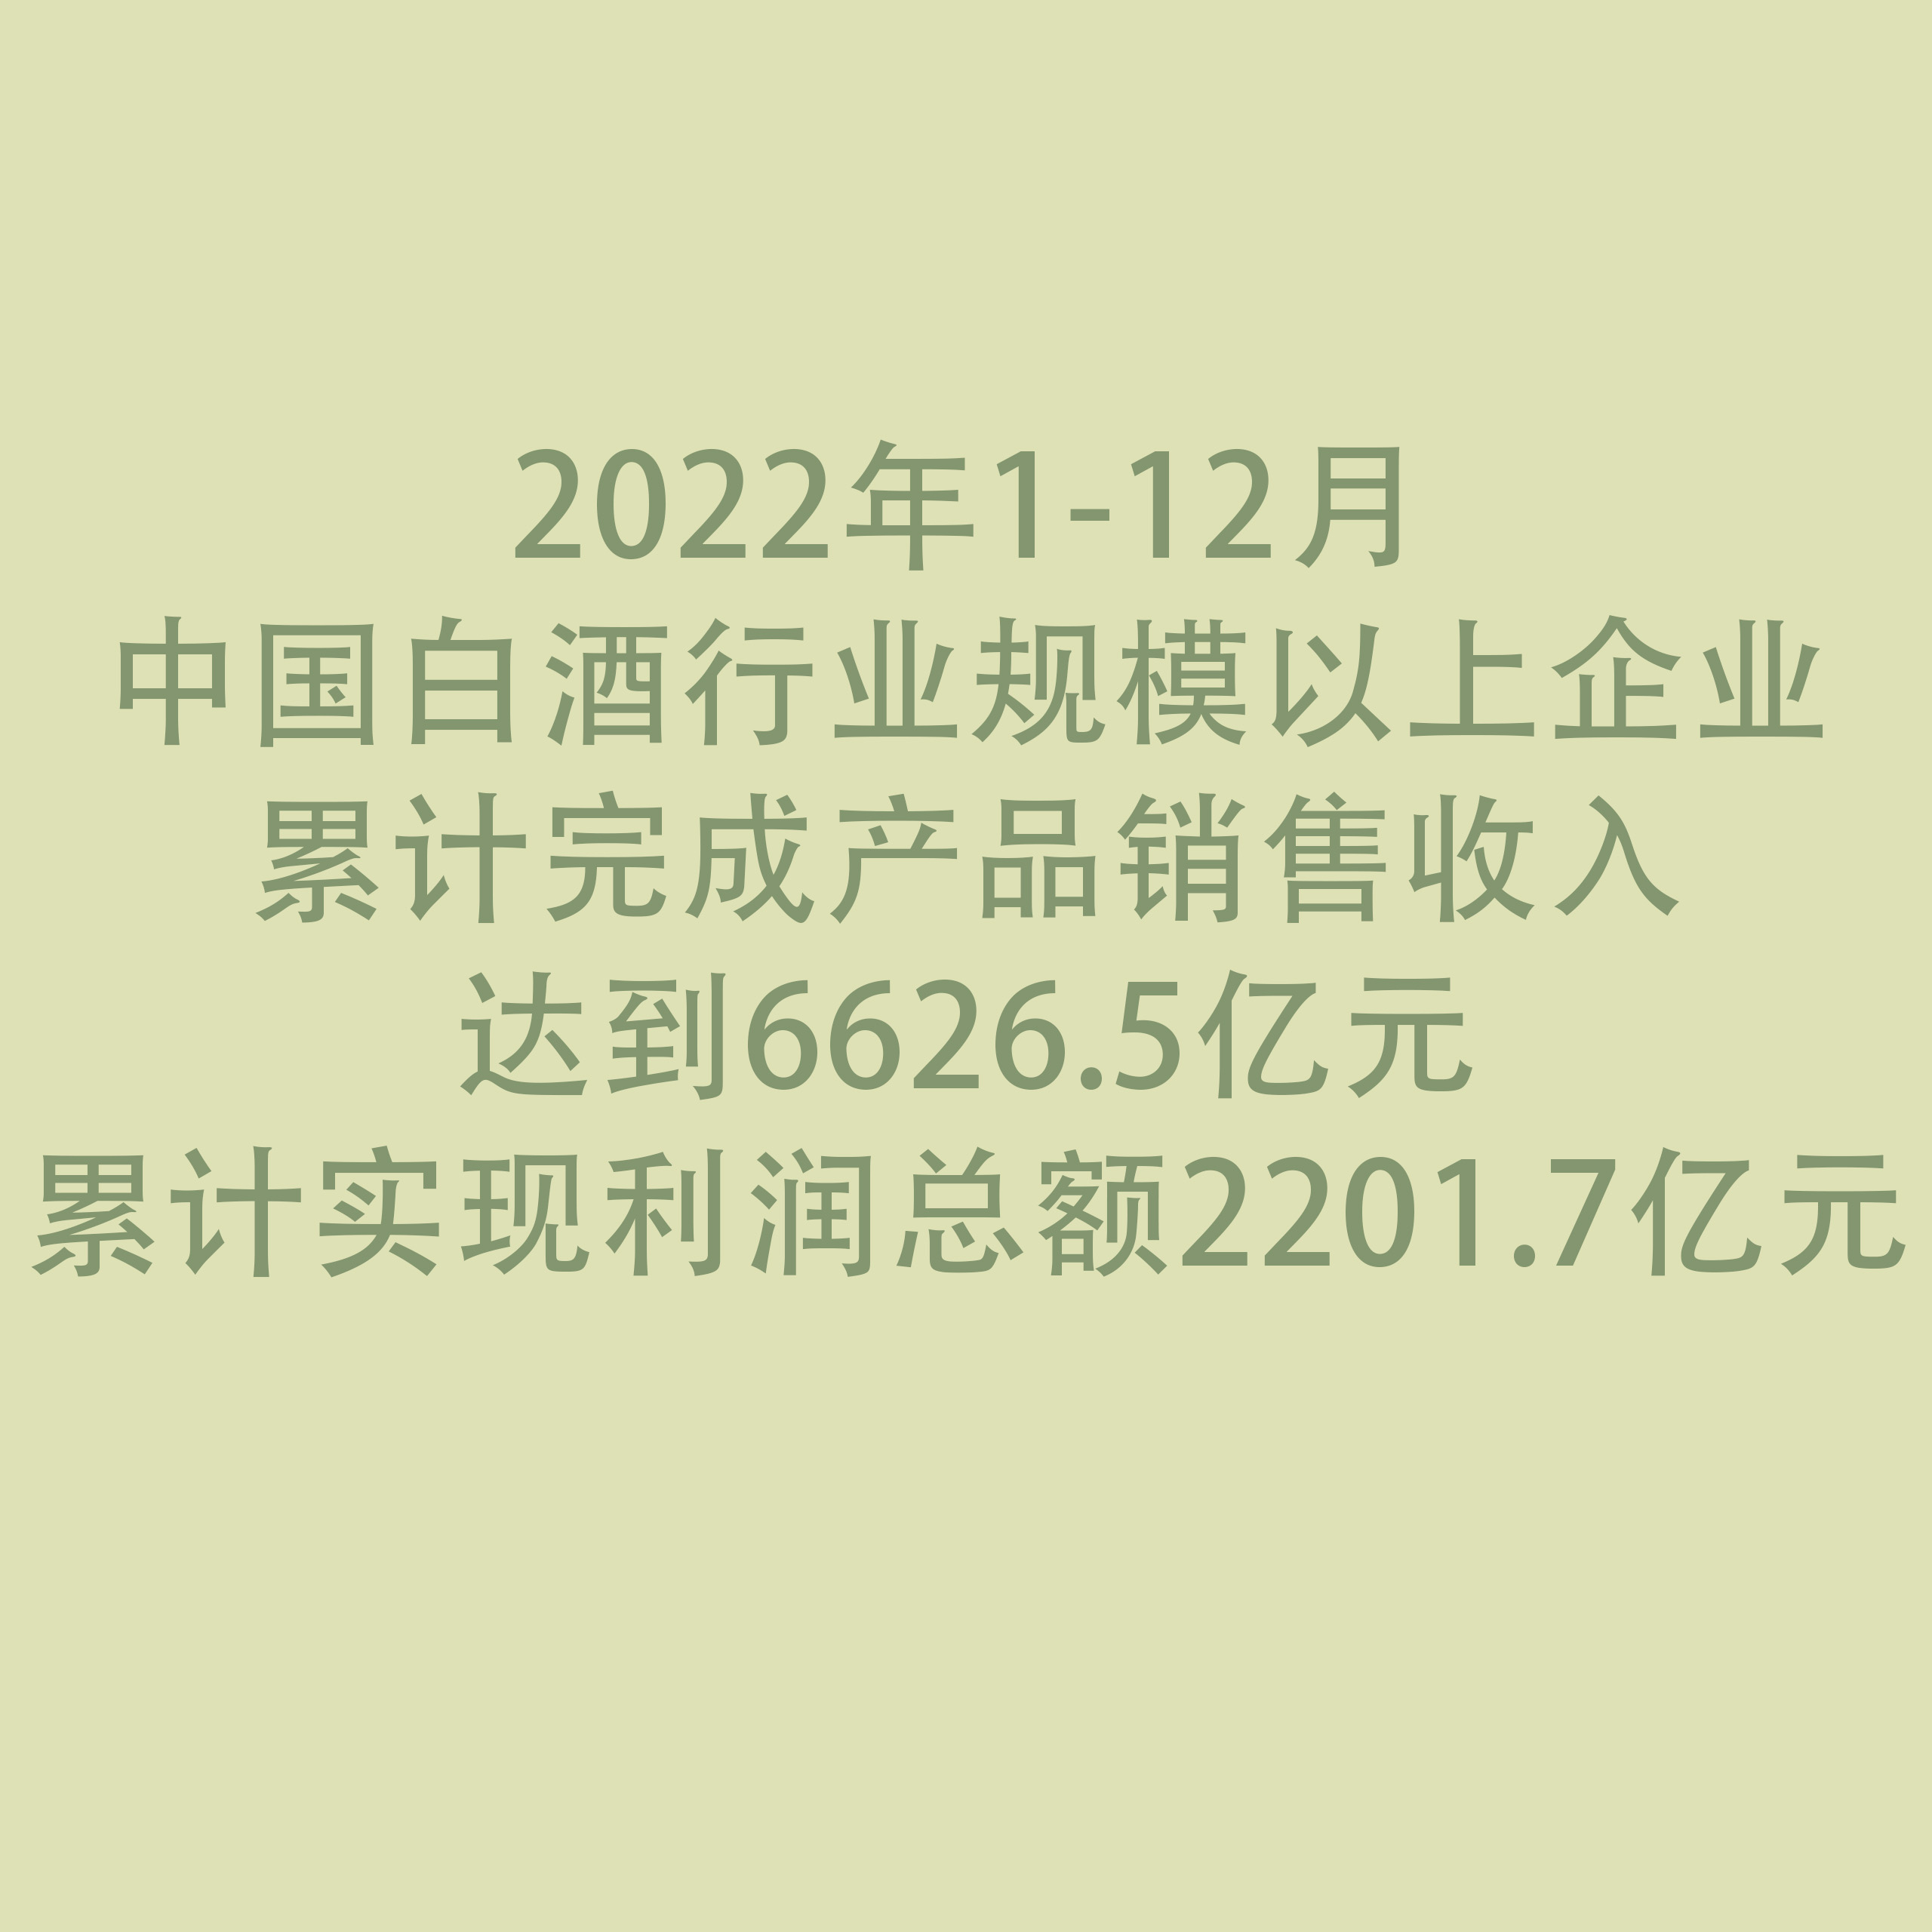 2022年1-12月
中国白酒行业规模以上企业
累计完成产品销售收入
达到6626.5亿元
累计实现利润总额2201.7亿元